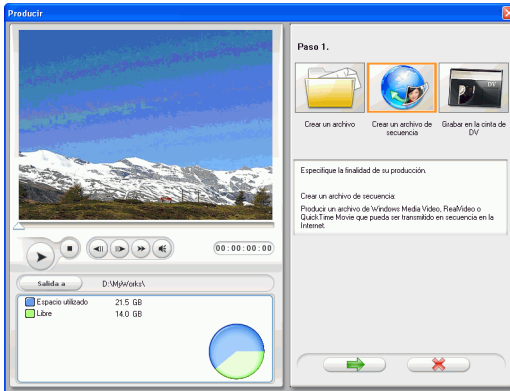 Producir
Paso 1.
DV
Crear un archivo
Crear un archivo de
secuencia
Grabar en la cinta de
DV
Especifique la finalidad de su producción.
Crear un archivo de secuencia:
Producir un archivo de Windows Media Video, RealVideo o
QuickTime Movie que pueda ser transmitido en secuencia en la
Internet.
00:00:00:00
Salida a
D:\MyWorks\
Espacio utilizado 21.5 GB
Libre 14.0 GB